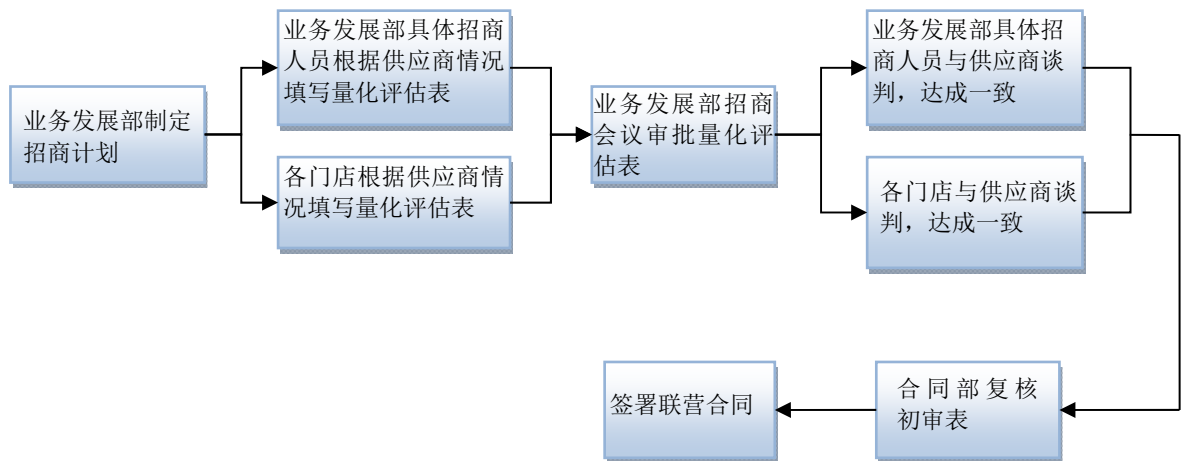 业务发展部制定
招商计划
业务发展部具体招商
人员根据供应商情况
填写量化评估表
各门店根据供应商情
况填写量化评估表
业务发展部招商
会议审批量化评
估表
业务发展部具体招
商人员与供应商谈
判，达成一致
各门店与供应商谈
判，达成一致
合同部复核
初审表
签署联营合同